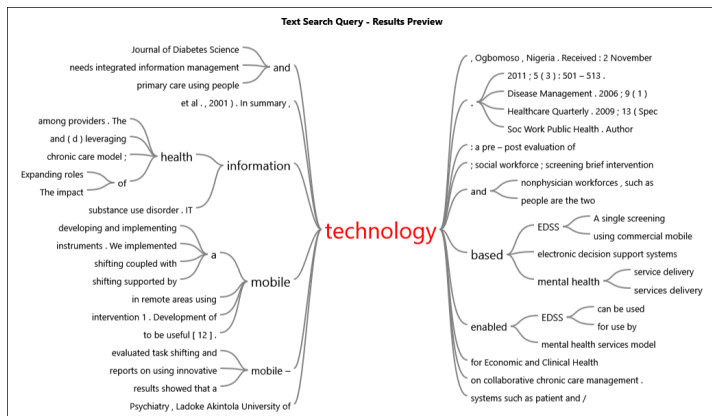 Text Search Query - Results Preview
Journal of Diabetes Science
needs integrated information management
primary care using people
and
et al . , 2001 ) . In summary ,
among providers . The
and ( d ) leveraging
chronic care model ;
Expanding roles
The impact
of
health
substance use disorder . IT
information
developing and implementing
instruments . We implemented
shifting coupled with
shifting supported by
a
in remote areas using
intervention 1 . Development of
to be useful [ 12 ] .
mobile
evaluated task shifting and
reports on using innovative
results showed that a
mobile –
Psychiatry , Ladoke Akintola University of
technology
, Ogbomoso , Nigeria . Received : 2 November
.
2011 ; 5 ( 3 ) : 501 – 513 .
Disease Management . 2006 ; 9 ( 1 )
Healthcare Quarterly . 2009 ; 13 ( Spec
Soc Work Public Health . Author
: a pre – post evaluation of
; social workforce ; screening brief intervention
and
nonphysician workforces , such as
people are the two
based
EDSS
A single screening
using commercial mobile
electronic decision support systems
mental health
service delivery
services delivery
enabled
EDSS
can be used
for use by
mental health services model
for Economic and Clinical Health
on collaborative chronic care management .
systems such as patient and /